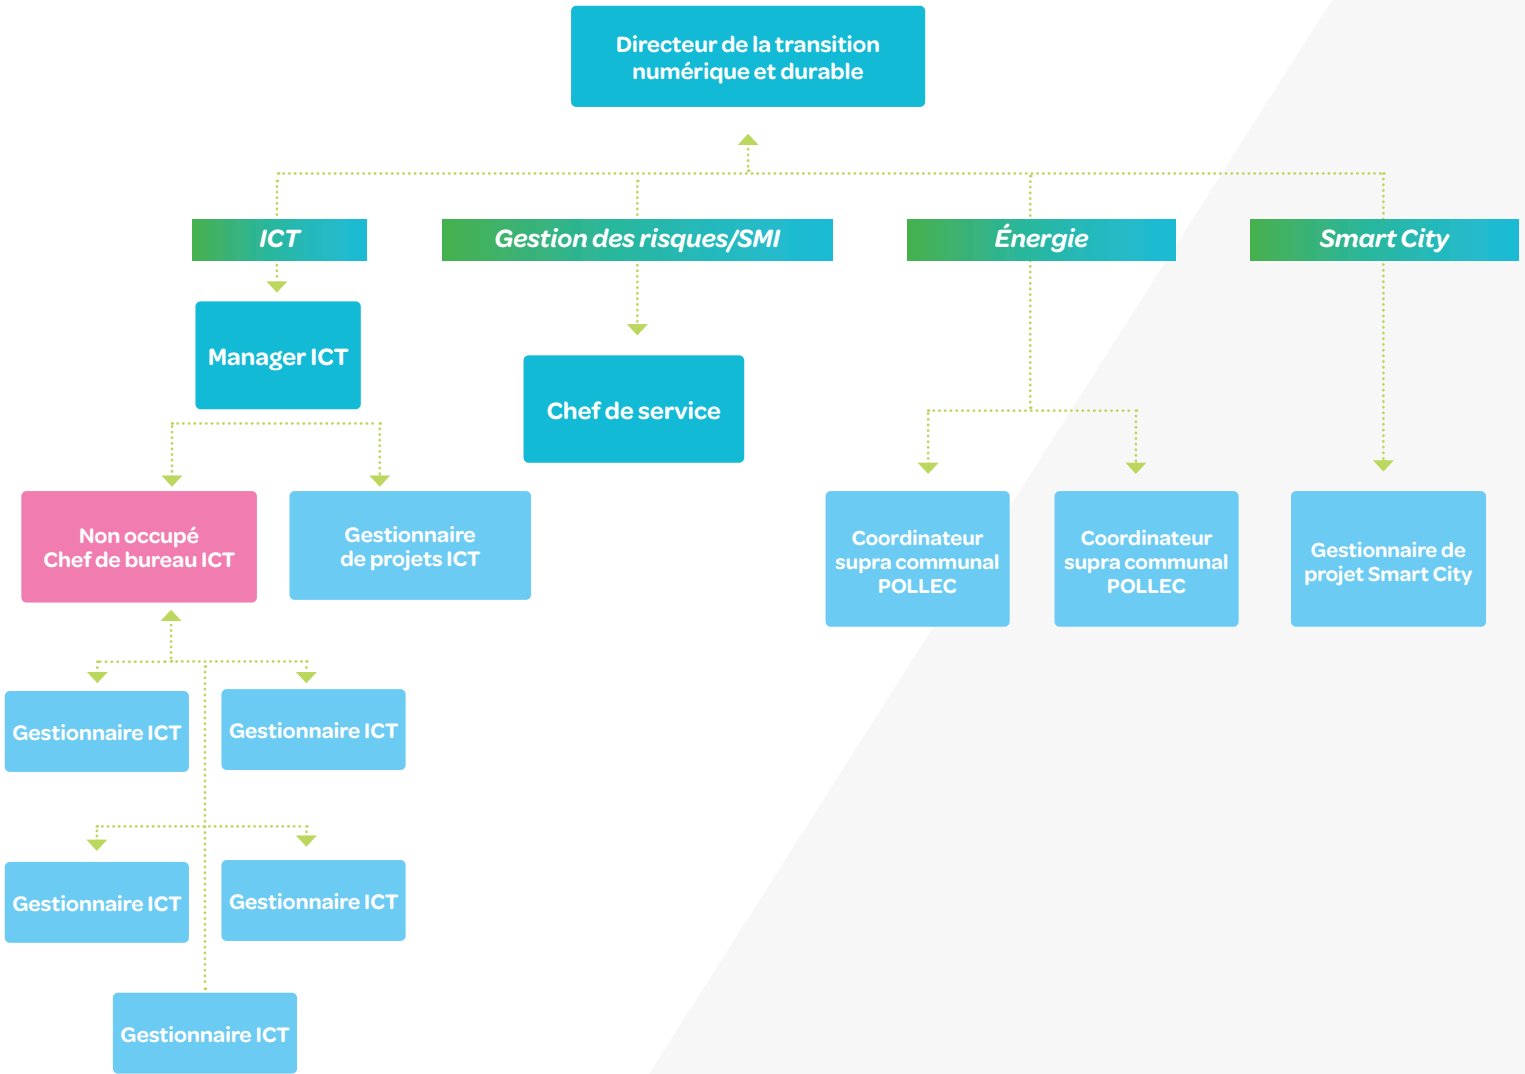 Directeur de la transition
numérique et durable
ICT
Gestion des risques/SMI
Énergie
Smart City
Manager ICT
Chef de service
Non occupé
Chef de bureau ICT
Gestionnaire
de projets ICT
Coordinateur
supra communal
POLLEC
Coordinateur
supra communal
POLLEC
Gestionnaire de
projet Smart City
Gestionnaire ICT
Gestionnaire ICT
Gestionnaire ICT
Gestionnaire ICT
Gestionnaire ICT